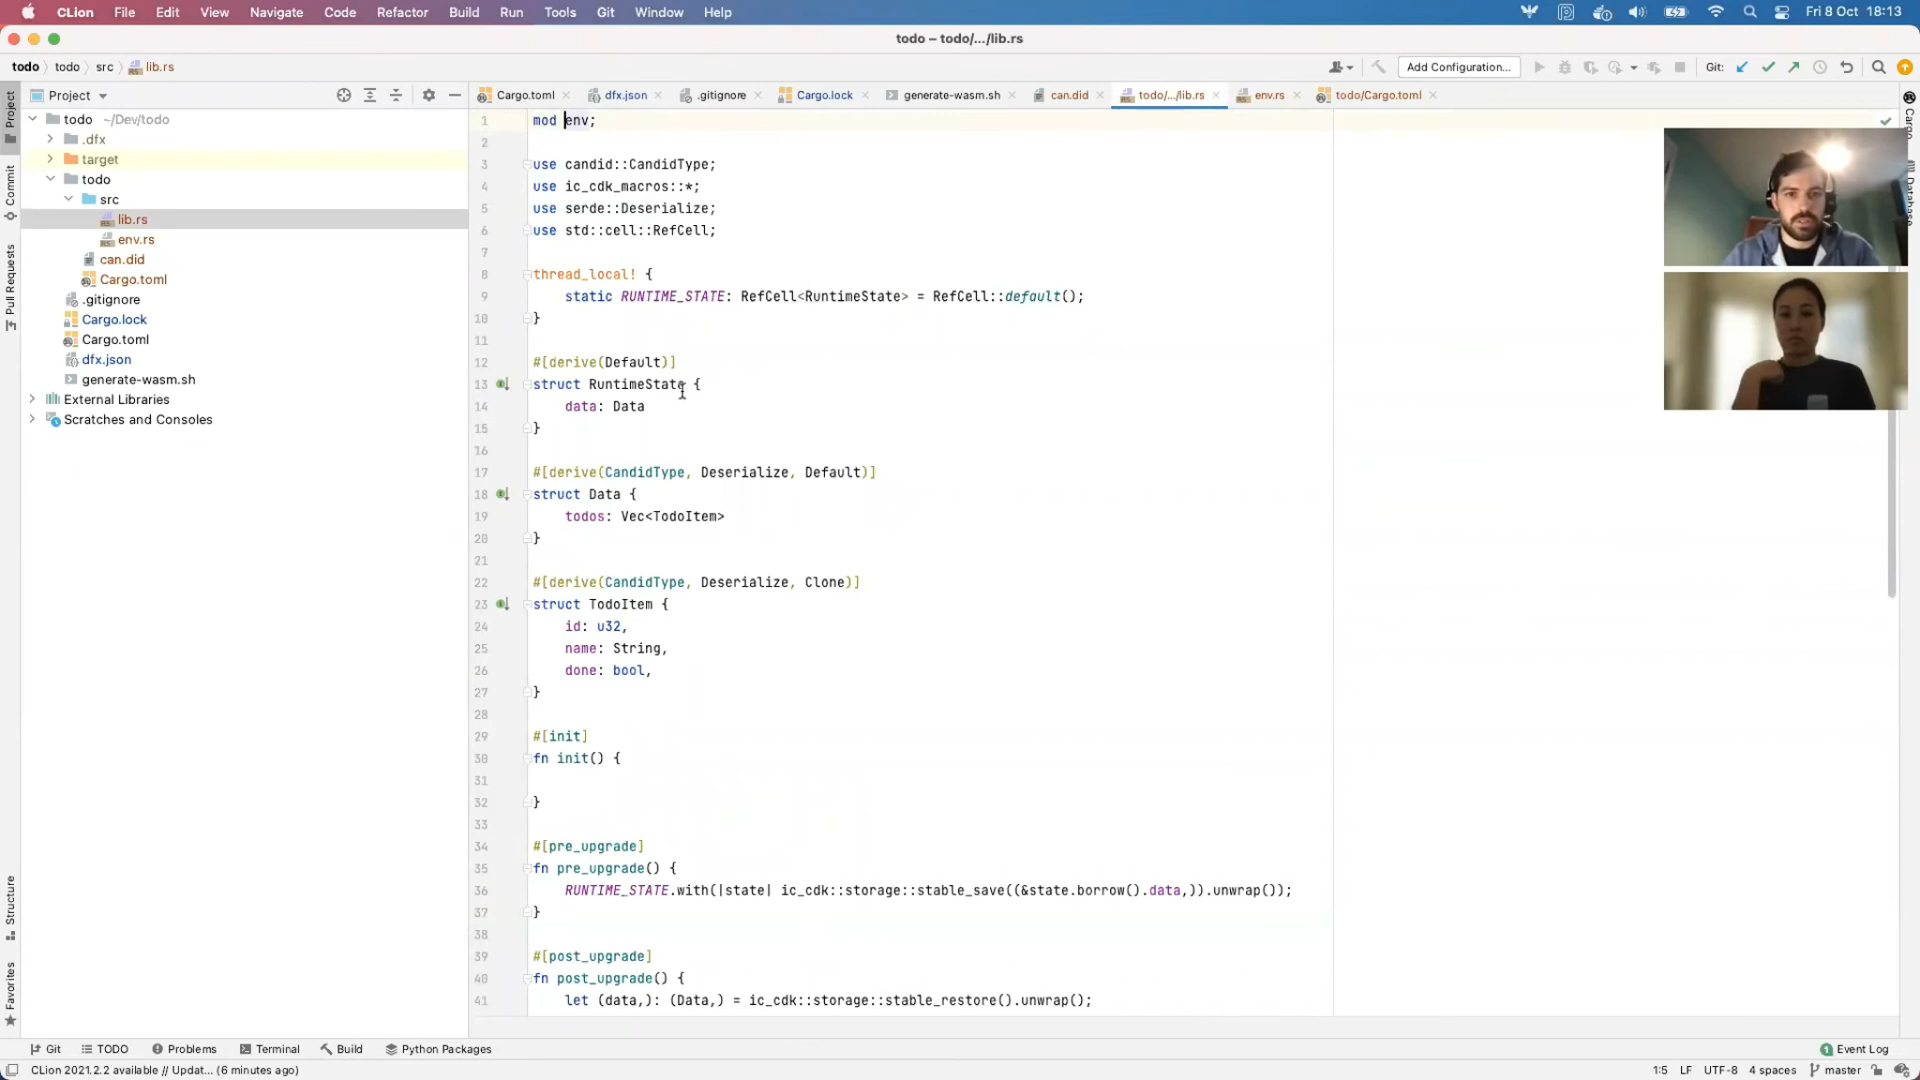 CLion File Edit View Navigate Code Refactor Build Run Tools Git Window Help Fri 8 Oct 18:13
todo – todo/.../lib.rs
todo todo src lib.rs Add Configuration... Git:
Project
Cargo.toml dfx.json .gitignore Cargo.lock generate-wasm.sh can.did todo/.../lib.rs env.rs todo/Cargo.toml
Project
Commit
Pull Requests
Structure
Favorites
todo ~/Dev/todo
.dfx
target
todo
src
lib.rs
env.rs
can.did
Cargo.toml
.gitignore
Cargo.lock
Cargo.toml
dfx.json
generate-wasm.sh
External Libraries
Scratches and Consoles
1 mod env;
2
3 use candid::CandidType;
4 use ic_cdk_macros::*;
5 use serde::Deserialize;
6 use std::cell::RefCell;
7
8 thread_local! {
9 static RUNTIME_STATE: RefCell<RuntimeState> = RefCell::default();
10 }
11
12 #[derive(Default)]
13 struct RuntimeState {
14 data: Data
15 }
16
17 #[derive(CandidType, Deserialize, Default)]
18 struct Data {
19 todos: Vec<TodoItem>
20 }
21
22 #[derive(CandidType, Deserialize, Clone)]
23 struct TodoItem {
24 id: u32,
25 name: String,
26 done: bool,
27 }
28
29 #[init]
30 fn init() {
31
32 }
33
34 #[pre_upgrade]
35 fn pre_upgrade() {
36 RUNTIME_STATE.with(|state| ic_cdk::storage::stable_save((&state.borrow().data,)).unwrap());
37 }
38
39 #[post_upgrade]
40 fn post_upgrade() {
41 let (data,): (Data,) = ic_cdk::storage::stable_restore().unwrap();
Cargo
Database
Git TODO Problems Terminal Build Python Packages 1 Event Log
CLion 2021.2.2 available // Updat... (6 minutes ago) 1:5 LF UTF-8 4 spaces master